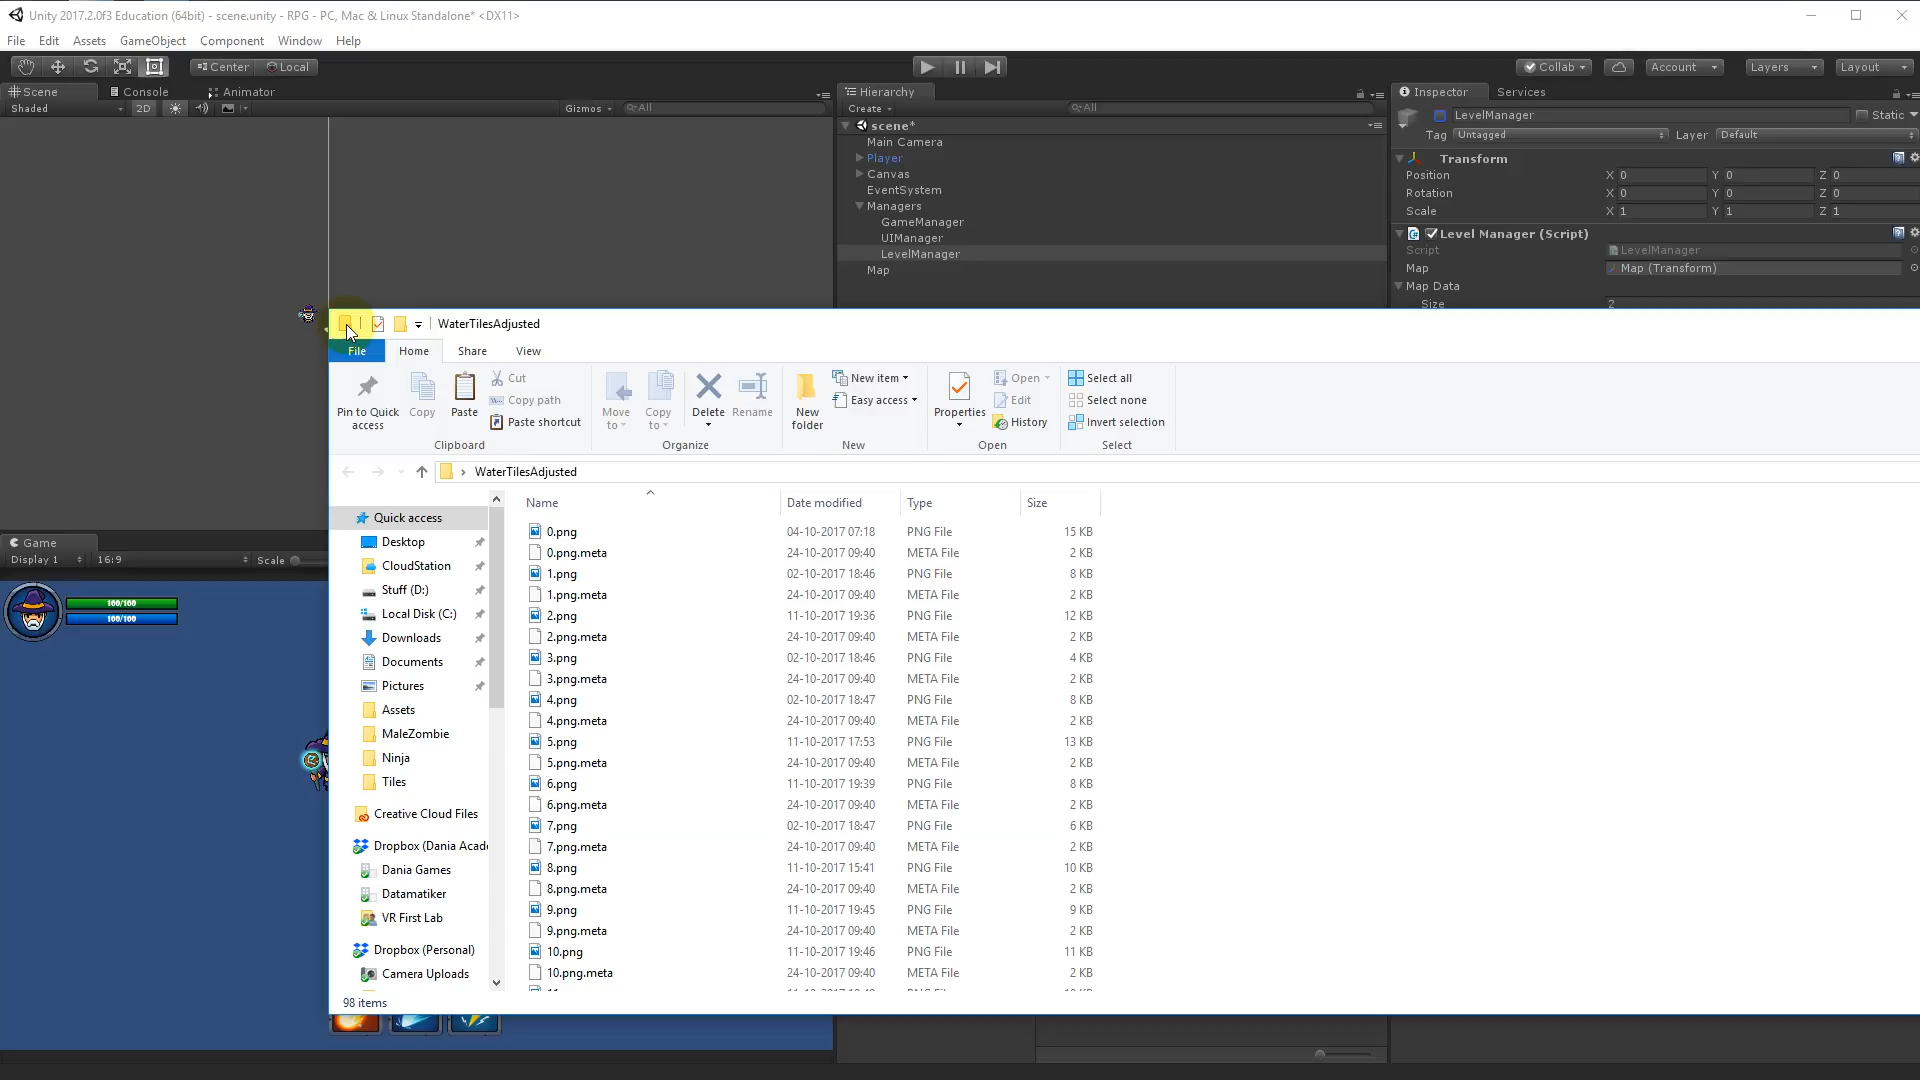 Unity 2017.2.0f3 Education (64bit) - scene.unity - RPG - PC, Mac & Linux Standalone* <DX11>
File Edit Assets GameObject Component Window Help
Center Local Collab Account Layers Layout
Scene Console Animator
Shaded 2D Gizmos All
Hierarchy
Create All
scene*
Main Camera
Player
Canvas
EventSystem
Managers
GameManager
UIManager
LevelManager
Map
Inspector Services
LevelManager Static
Tag Untagged Layer Default
Transform
Position X 0 Y 0 Z 0
Rotation X 0 Y 0 Z 0
Scale X 1 Y 1 Z 1
Level Manager (Script)
Script LevelManager
Map Map (Transform)
Map Data
Size 2
Game
Display 1 16:9 Scale
100/100
100/100
WaterTilesAdjusted
File Home Share View
Pin to Quick access
Copy
Paste
Cut
Copy path
Paste shortcut
Clipboard
Move to
Copy to
Delete
Rename
Organize
New folder
New item
Easy access
New
Properties
Open
Edit
History
Open
Select all
Select none
Invert selection
Select
WaterTilesAdjusted
Quick access
Desktop
CloudStation
Stuff (D:)
Local Disk (C:)
Downloads
Documents
Pictures
Assets
MaleZombie
Ninja
Tiles
Creative Cloud Files
Dropbox (Dania Acade
Dania Games
Datamatiker
VR First Lab
Dropbox (Personal)
Camera Uploads
Name Date modified Type Size
0.png 04-10-2017 07:18 PNG File 15 KB
0.png.meta 24-10-2017 09:40 META File 2 KB
1.png 02-10-2017 18:46 PNG File 8 KB
1.png.meta 24-10-2017 09:40 META File 2 KB
2.png 11-10-2017 19:36 PNG File 12 KB
2.png.meta 24-10-2017 09:40 META File 2 KB
3.png 02-10-2017 18:46 PNG File 4 KB
3.png.meta 24-10-2017 09:40 META File 2 KB
4.png 02-10-2017 18:47 PNG File 8 KB
4.png.meta 24-10-2017 09:40 META File 2 KB
5.png 11-10-2017 17:53 PNG File 13 KB
5.png.meta 24-10-2017 09:40 META File 2 KB
6.png 11-10-2017 19:39 PNG File 8 KB
6.png.meta 24-10-2017 09:40 META File 2 KB
7.png 02-10-2017 18:47 PNG File 6 KB
7.png.meta 24-10-2017 09:40 META File 2 KB
8.png 11-10-2017 15:41 PNG File 10 KB
8.png.meta 24-10-2017 09:40 META File 2 KB
9.png 11-10-2017 19:45 PNG File 9 KB
9.png.meta 24-10-2017 09:40 META File 2 KB
10.png 11-10-2017 19:46 PNG File 11 KB
10.png.meta 24-10-2017 09:40 META File 2 KB
98 items